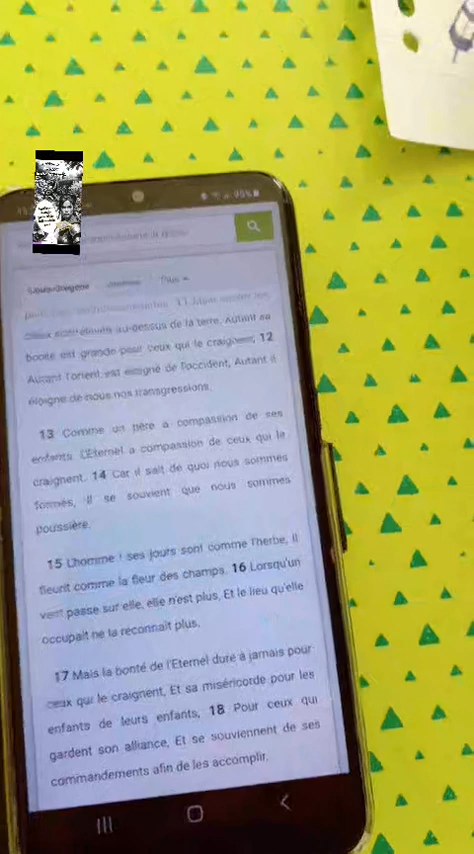 95%
Louis-Segond Plus
11 Mais autant les
cieux sont élevés au-dessus de la terre, Autant sa
bonté est grande pour ceux qui le craignent; 12
Autant l'orient est éloigné de l'occident, Autant il
éloigne de nous nos transgressions.
13 Comme un père a compassion de ses
enfants, L'Eternel a compassion de ceux qui le
craignent. 14 Car il sait de quoi nous sommes
formés, Il se souvient que nous sommes
poussière.
15 L'homme ! ses jours sont comme l'herbe, Il
fleurit comme la fleur des champs. 16 Lorsqu'un
vent passe sur elle, elle n'est plus, Et le lieu qu'elle
occupait ne la reconnaît plus.
17 Mais la bonté de l'Eternel dure à jamais pour
ceux qui le craignent, Et sa miséricorde pour les
enfants de leurs enfants, 18 Pour ceux qui
gardent son alliance, Et se souviennent de ses
commandements afin de les accomplir.